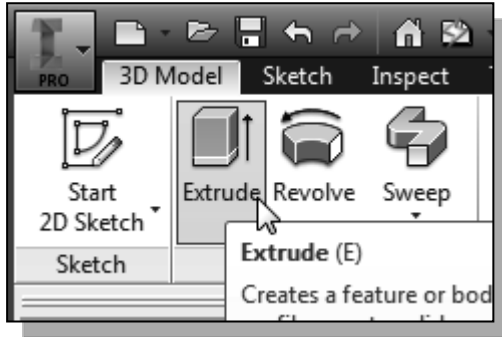 PRO
3D Model Sketch Inspect
Start
2D Sketch
Extrude Revolve Sweep
Sketch
Extrude (E)
Creates a feature or bod